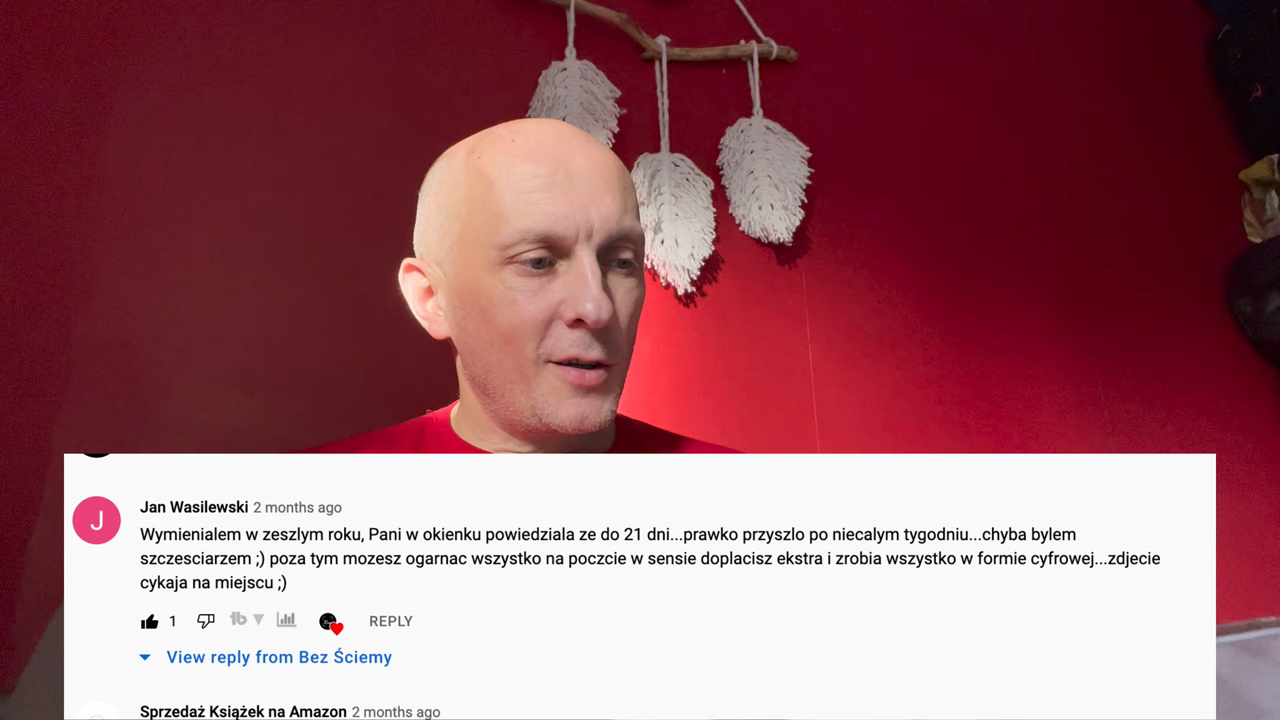 Jan Wasilewski 2 months ago
J
Wymienialem w zeszlym roku, Pani w okienku powiedziala ze do 21 dni...prawko przyszlo po niecalym tygodniu...chyba bylem
szczesciarzem ;) poza tym mozesz ogarnac wszystko na poczcie w sensie doplacisz ekstra i zrobia wszystko w formie cyfrowej...zdjecie
cykaja na miejscu ;)
1 tb REPLY
View reply from Bez Ściemy
Sprzedaż Książek na Amazon 2 months ago